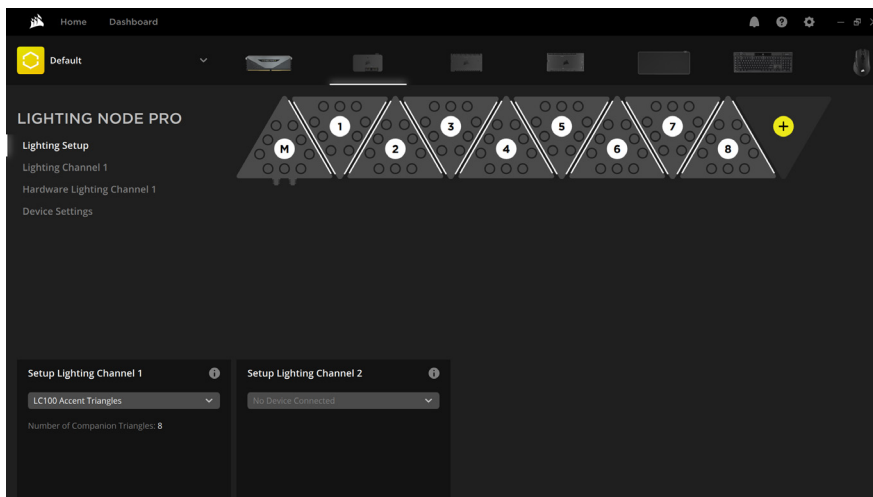 Home Dashboard
Default
LIGHTING NODE PRO
Lighting Setup
Lighting Channel 1
Hardware Lighting Channel 1
Device Settings
M 1 2 3 4 5 6 7 8 +
Setup Lighting Channel 1
LC100 Accent Triangles
Number of Companion Triangles: 8
Setup Lighting Channel 2
No Device Connected